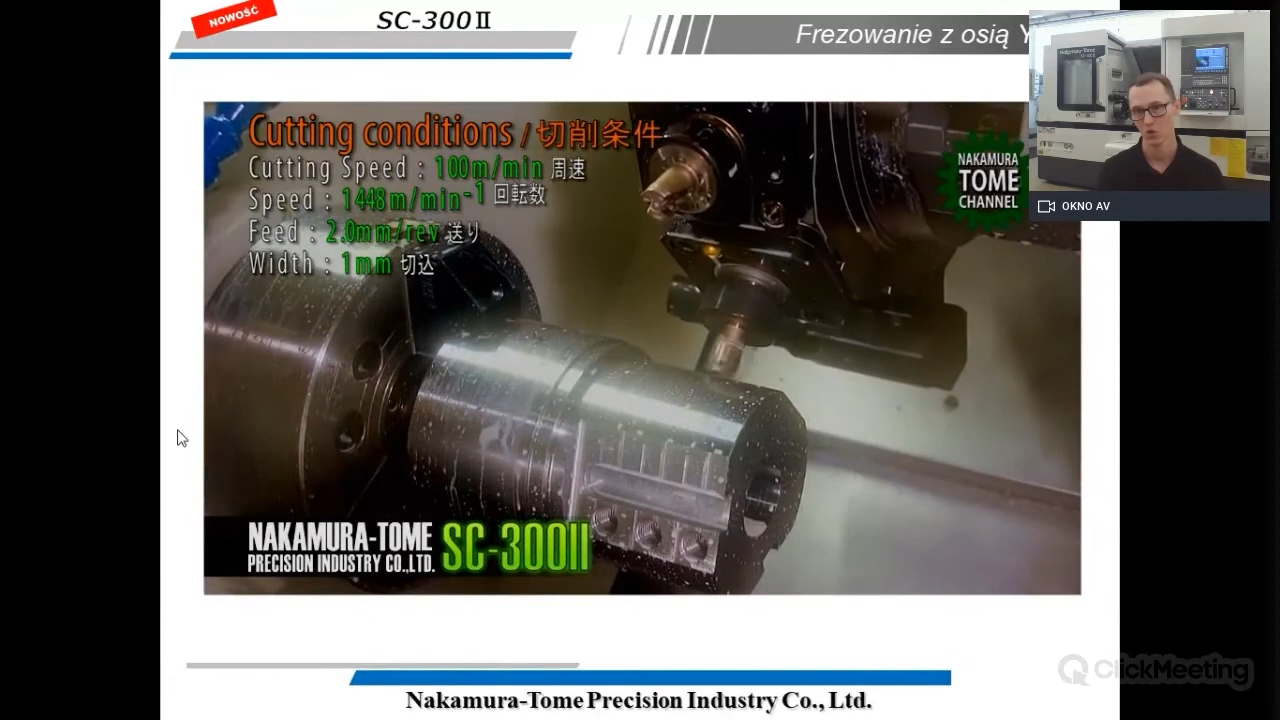 NOWOŚĆ
SC-300II
Frezowanie z osią Y
Cutting conditions / 切削条件
Cutting Speed : 100m/min 周速
Speed : 1448m/min-1 回転数
Feed : 2.0mm/rev 送り
Width : 1mm 切込
NAKAMURA
TOME
CHANNEL
Nakamura-Tome
OKNO AV
NAKAMURA-TOME
PRECISION INDUSTRY CO.,LTD.
SC-300II
ClickMeeting
Nakamura-Tome Precision Industry Co., Ltd.